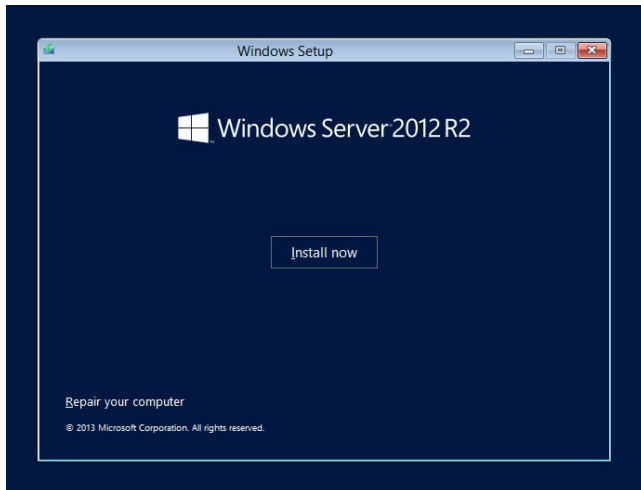 Windows Setup
Windows Server 2012 R2
Install now
Repair your computer
© 2013 Microsoft Corporation. All rights reserved.